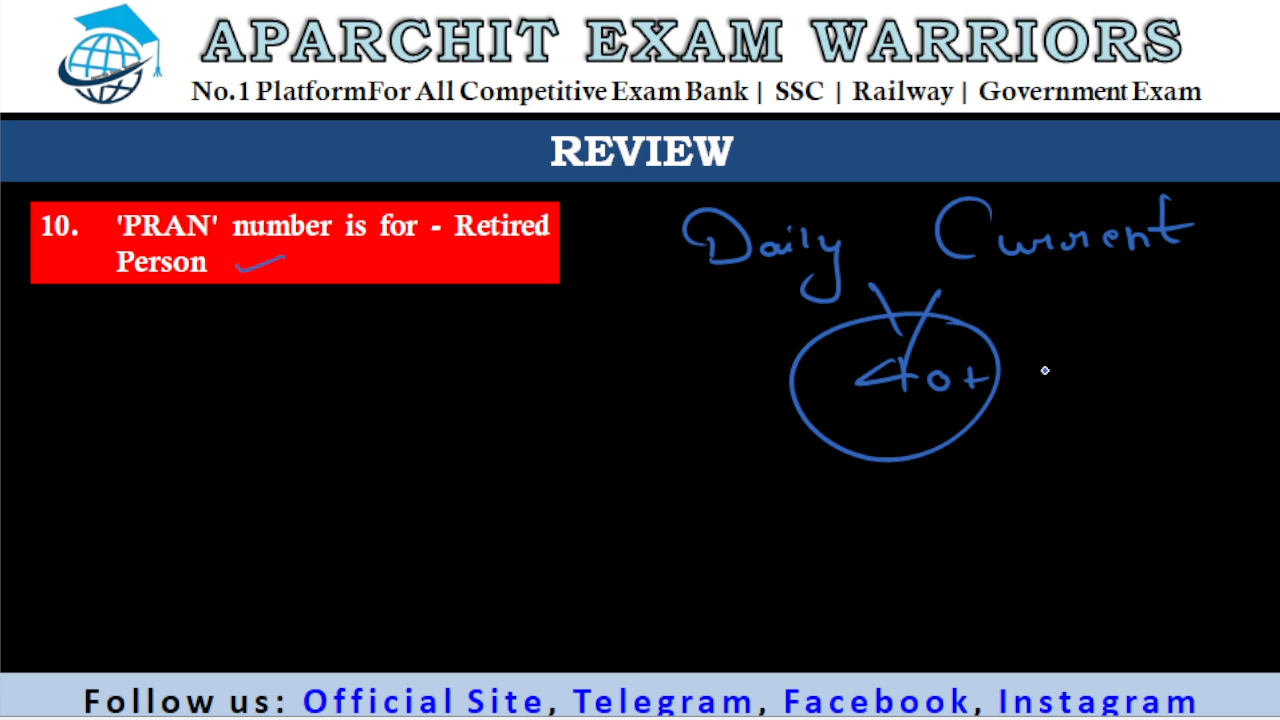 APARCHIT EXAM WARRIORS
No.1 PlatformFor All Competitive Exam Bank | SSC | Railway | Government Exam
REVIEW
10. 'PRAN' number is for - Retired
Person
Daily Current
40+
Follow us: Official Site, Telegram, Facebook, Instagram